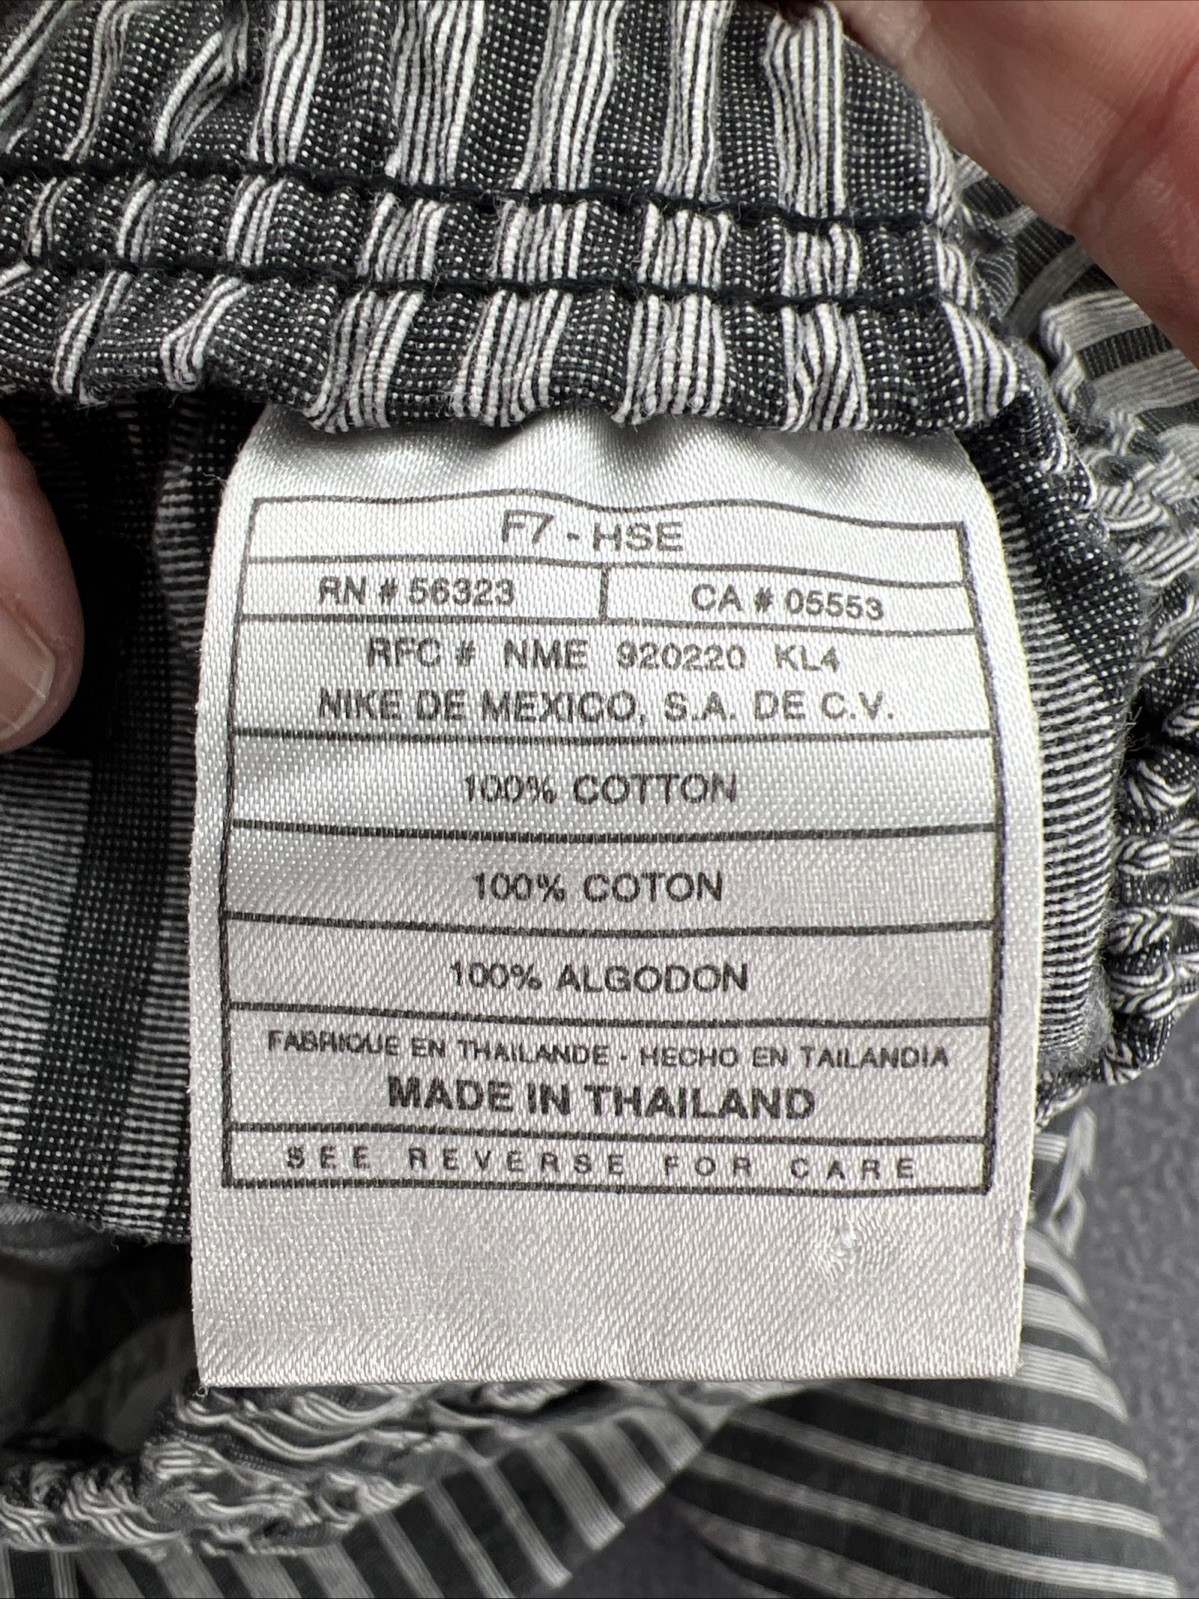 F7 - HSE
RN # 56323
CA # 05553
RFC # NME 920220 KL4
NIKE DE MEXICO, S.A. DE C.V.
100% COTTON
100% COTON
100% ALGODON
FABRIQUE EN THAILANDE - HECHO EN TAILANDIA
MADE IN THAILAND
SEE REVERSE FOR CARE